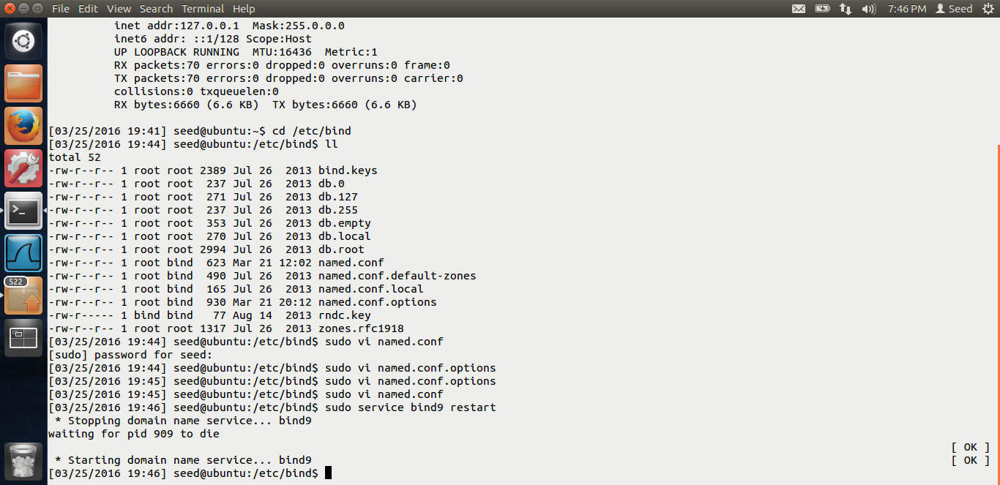 File Edit View Search Terminal Help 7:46 PM Seed
inet addr:127.0.0.1  Mask:255.0.0.0
inet6 addr: ::1/128 Scope:Host
UP LOOPBACK RUNNING  MTU:16436  Metric:1
RX packets:70 errors:0 dropped:0 overruns:0 frame:0
TX packets:70 errors:0 dropped:0 overruns:0 carrier:0
collisions:0 txqueuelen:0
RX bytes:6660 (6.6 KB)  TX bytes:6660 (6.6 KB)
[03/25/2016 19:41] seed@ubuntu:~$ cd /etc/bind
[03/25/2016 19:44] seed@ubuntu:/etc/bind$ ll
total 52
-rw-r--r-- 1 root root 2389 Jul 26  2013 bind.keys
-rw-r--r-- 1 root root  237 Jul 26  2013 db.0
-rw-r--r-- 1 root root  271 Jul 26  2013 db.127
-rw-r--r-- 1 root root  237 Jul 26  2013 db.255
-rw-r--r-- 1 root root  353 Jul 26  2013 db.empty
-rw-r--r-- 1 root root  270 Jul 26  2013 db.local
-rw-r--r-- 1 root root 2994 Jul 26  2013 db.root
-rw-r--r-- 1 root bind  623 Mar 21 12:02 named.conf
-rw-r--r-- 1 root bind  490 Jul 26  2013 named.conf.default-zones
-rw-r--r-- 1 root bind  165 Jul 26  2013 named.conf.local
-rw-r--r-- 1 root bind  930 Mar 21 20:12 named.conf.options
-rw-r----- 1 bind bind   77 Aug 14  2013 rndc.key
-rw-r--r-- 1 root root 1317 Jul 26  2013 zones.rfc1918
[03/25/2016 19:44] seed@ubuntu:/etc/bind$ sudo vi named.conf
[sudo] password for seed:
[03/25/2016 19:44] seed@ubuntu:/etc/bind$ sudo vi named.conf.options
[03/25/2016 19:45] seed@ubuntu:/etc/bind$ sudo vi named.conf.options
[03/25/2016 19:45] seed@ubuntu:/etc/bind$ sudo vi named.conf
[03/25/2016 19:46] seed@ubuntu:/etc/bind$ sudo service bind9 restart
 * Stopping domain name service... bind9
waiting for pid 909 to die
[ OK ]
 * Starting domain name service... bind9 [ OK ]
[03/25/2016 19:46] seed@ubuntu:/etc/bind$
522